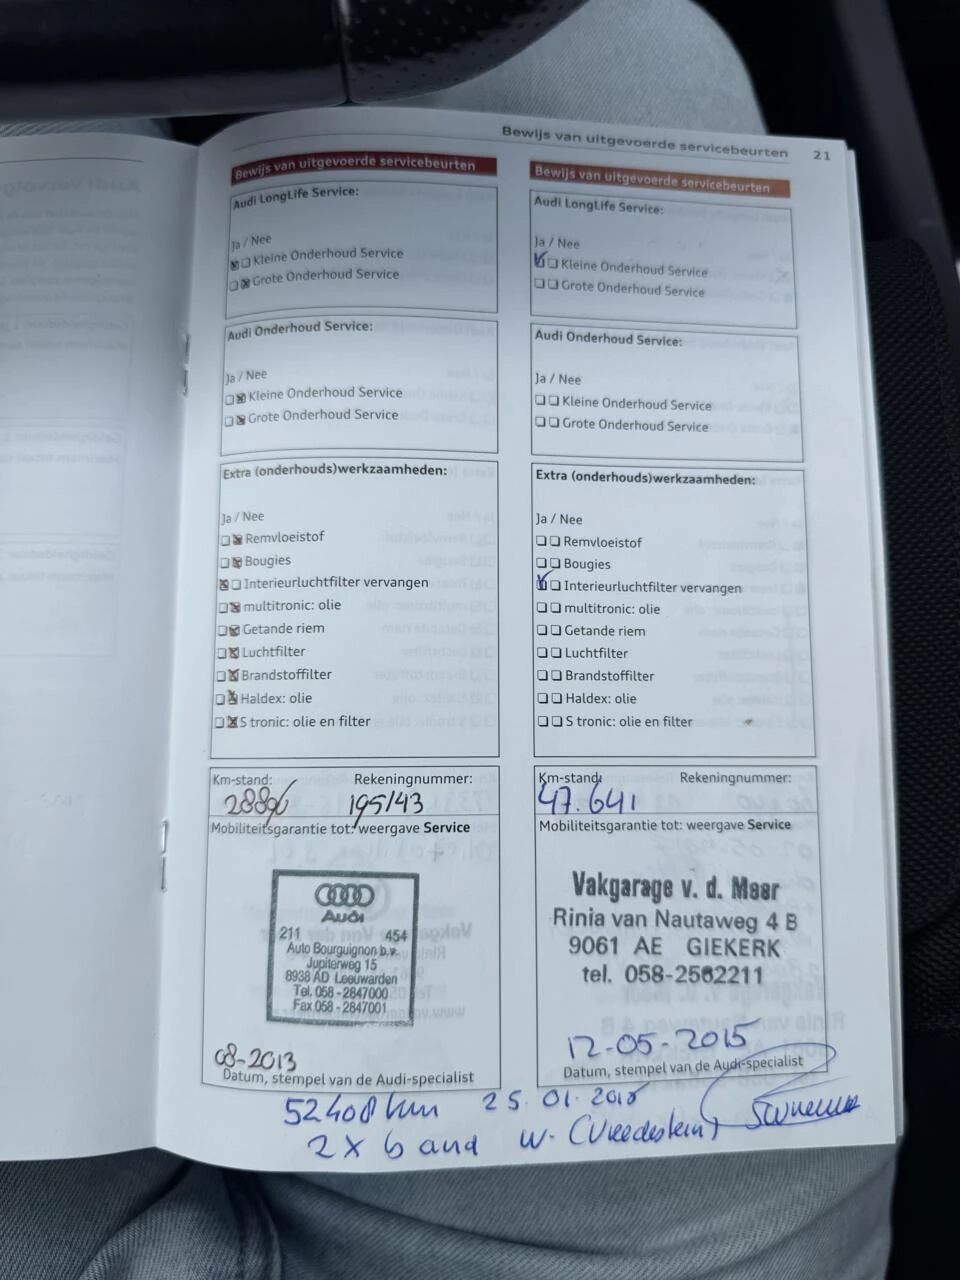 Bewijs van uitgevoerde servicebeurten 21
Bewijs van uitgevoerde servicebeurten
Audi LongLife Service:
Ja / Nee
Kleine Onderhoud Service
Grote Onderhoud Service
Audi Onderhoud Service:
Ja / Nee
Kleine Onderhoud Service
Grote Onderhoud Service
Extra (onderhouds)werkzaamheden:
Ja / Nee
Remvloeistof
Bougies
Interieurluchtfilter vervangen
multitronic: olie
Getande riem
Luchtfilter
Brandstoffilter
Haldex: olie
S tronic: olie en filter
Km-stand: Rekeningnummer:
28896 195143
Mobiliteitsgarantie tot: weergave Service
Audi
211 454
Auto Bourguignon b.v.
Jupiterweg 15
8938 AD Leeuwarden
Tel. 058 - 2847000
Fax 058 - 2847001
08-2013
Datum, stempel van de Audi-specialist
Bewijs van uitgevoerde servicebeurten
Audi LongLife Service:
Ja / Nee
Kleine Onderhoud Service
Grote Onderhoud Service
Audi Onderhoud Service:
Ja / Nee
Kleine Onderhoud Service
Grote Onderhoud Service
Extra (onderhouds)werkzaamheden:
Ja / Nee
Remvloeistof
Bougies
Interieurluchtfilter vervangen
multitronic: olie
Getande riem
Luchtfilter
Brandstoffilter
Haldex: olie
S tronic: olie en filter
Km-stand: Rekeningnummer:
47.641
Mobiliteitsgarantie tot: weergave Service
Vakgarage v. d. Meer
Rinia van Nautaweg 4 B
9061 AE GIEKERK
tel. 058-2562211
12-05-2015
Datum, stempel van de Audi-specialist
52408 km 25.01.
2 x band w. (Vredestein)